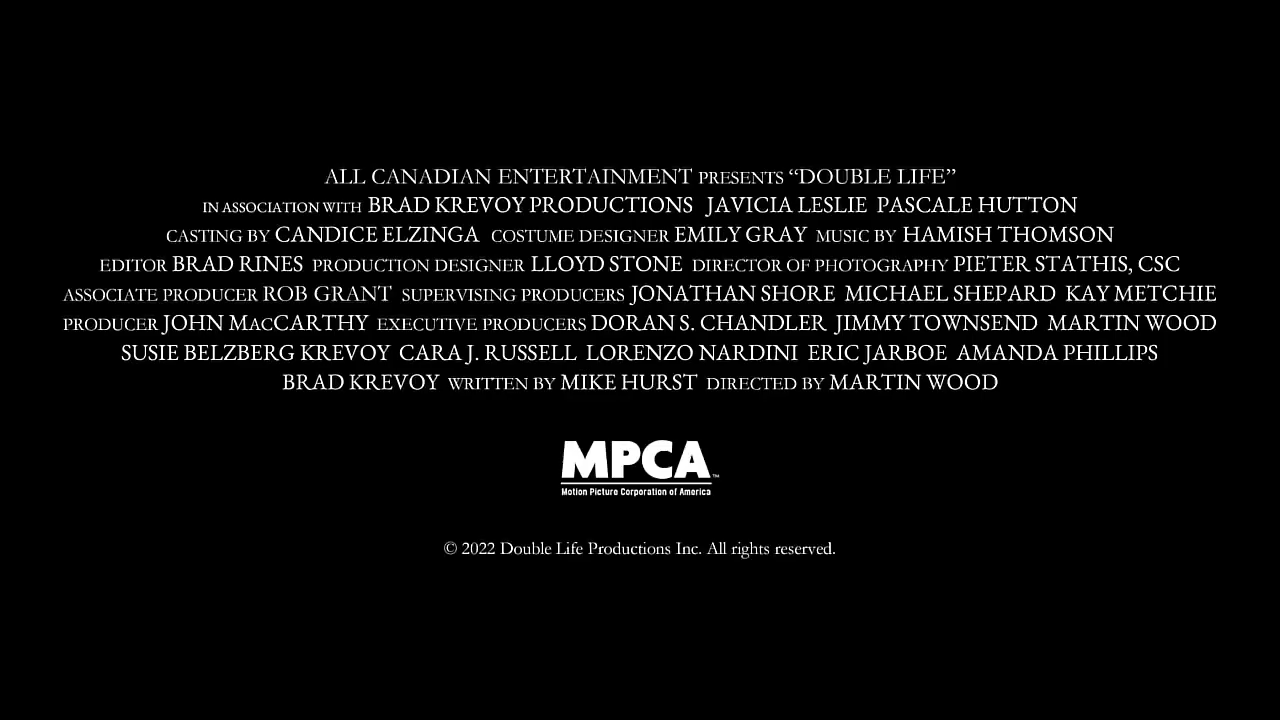 ALL CANADIAN ENTERTAINMENT PRESENTS “DOUBLE LIFE”
IN ASSOCIATION WITH BRAD KREVOY PRODUCTIONS JAVICIA LESLIE PASCALE HUTTON
CASTING BY CANDICE ELZINGA COSTUME DESIGNER EMILY GRAY MUSIC BY HAMISH THOMSON
EDITOR BRAD RINES PRODUCTION DESIGNER LLOYD STONE DIRECTOR OF PHOTOGRAPHY PIETER STATHIS, CSC
ASSOCIATE PRODUCER ROB GRANT SUPERVISING PRODUCERS JONATHAN SHORE MICHAEL SHEPARD KAY METCHIE
PRODUCER JOHN MACCARTHY EXECUTIVE PRODUCERS DORAN S. CHANDLER JIMMY TOWNSEND MARTIN WOOD
SUSIE BELZBERG KREVOY CARA J. RUSSELL LORENZO NARDINI ERIC JARBOE AMANDA PHILLIPS
BRAD KREVOY WRITTEN BY MIKE HURST DIRECTED BY MARTIN WOOD
MPCA™
Motion Picture Corporation of America
© 2022 Double Life Productions Inc. All rights reserved.